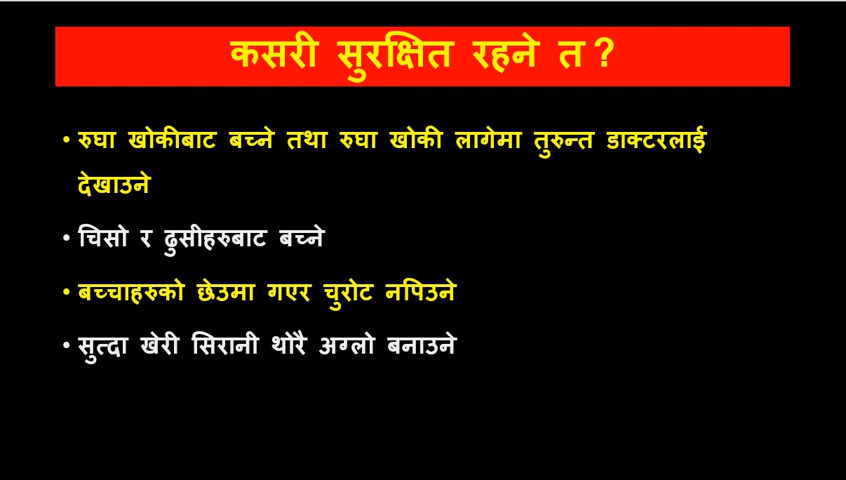 कसरी सुरक्षित रहने त ?
• रुघा खोकीबाट बच्ने तथा रुघा खोकी लागेमा तुरुन्त डाक्टरलाई
देखाउने
• चिसो र ढुसीहरुबाट बच्ने
• बच्चाहरुको छेउमा गएर चुरोट नपिउने
• सुत्दा खेरी सिरानी थोरै अग्लो बनाउने